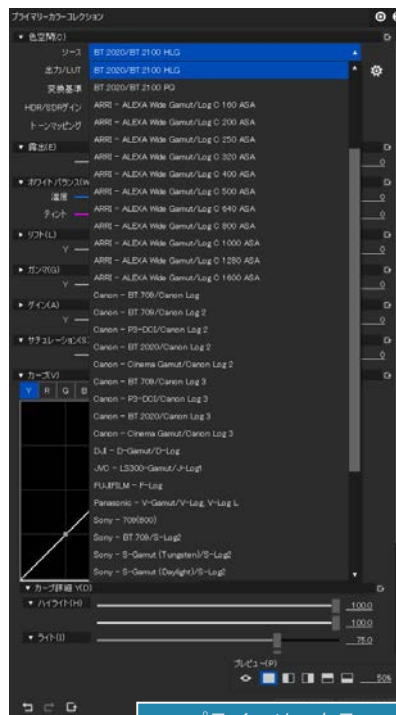 プライマリーカラーコレクション
▼ 色空間(C)
ソース BT.2020/BT.2100 HLG
出力/LUT BT.2020/BT.2100 HLG
変換基準 BT.2020/BT.2100 PQ
HDR/SDRゲイン ARRI - ALEXA Wide Gamut/Log C 160 ASA
トーンマッピング ARRI - ALEXA Wide Gamut/Log C 200 ASA
ARRI - ALEXA Wide Gamut/Log C 250 ASA
▼ 露出(E) ARRI - ALEXA Wide Gamut/Log C 320 ASA
ARRI - ALEXA Wide Gamut/Log C 400 ASA 0
▼ ホワイトバランス(W
温度 ARRI - ALEXA Wide Gamut/Log C 500 ASA 0
ティント ARRI - ALEXA Wide Gamut/Log C 640 ASA 0
ARRI - ALEXA Wide Gamut/Log C 800 ASA
▶ リフト(L) ARRI - ALEXA Wide Gamut/Log C 1000 ASA
Y ARRI - ALEXA Wide Gamut/Log C 1280 ASA 0
▶ ガンマ(G) ARRI - ALEXA Wide Gamut/Log C 1600 ASA
Y Canon - BT.709/Canon Log 0
▶ ゲイン(A) Canon - BT.709/Canon Log 2
Y Canon - P3-DCI/Canon Log 2 0
▼ サチュレーション(S Canon - BT.2020/Canon Log 2
Canon - Cinema Gamut/Canon Log 2 0
▼ カーブ(V) Canon - BT.709/Canon Log 3
Y R G B Canon - P3-DCI/Canon Log 3
Canon - BT.2020/Canon Log 3
Canon - Cinema Gamut/Canon Log 3
DJI - D-Gamut/D-Log
JVC - LS300-Gamut/J-Log1
FUJIFILM - F-Log
Panasonic - V-Gamut/V-Log, V-Log L
Sony - 709(800)
Sony - BT.709/S-Log2
Sony - S-Gamut (Tungsten)/S-Log2
Sony - S-Gamut (Daylight)/S-Log2
▼ カーブ詳細 Y(D)
▼ ハイライト(H) 100.0
100.0
▼ ライト(I) 75.0
プレビュー(P)
50%